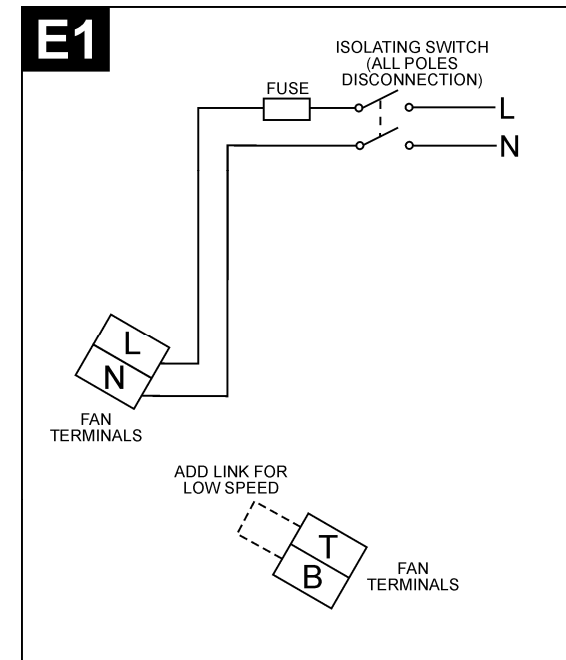 E1
ISOLATING SWITCH
(ALL POLES
DISCONNECTION)
FUSE
L
N
L
N
FAN
TERMINALS
ADD LINK FOR
LOW SPEED
T
B
FAN
TERMINALS